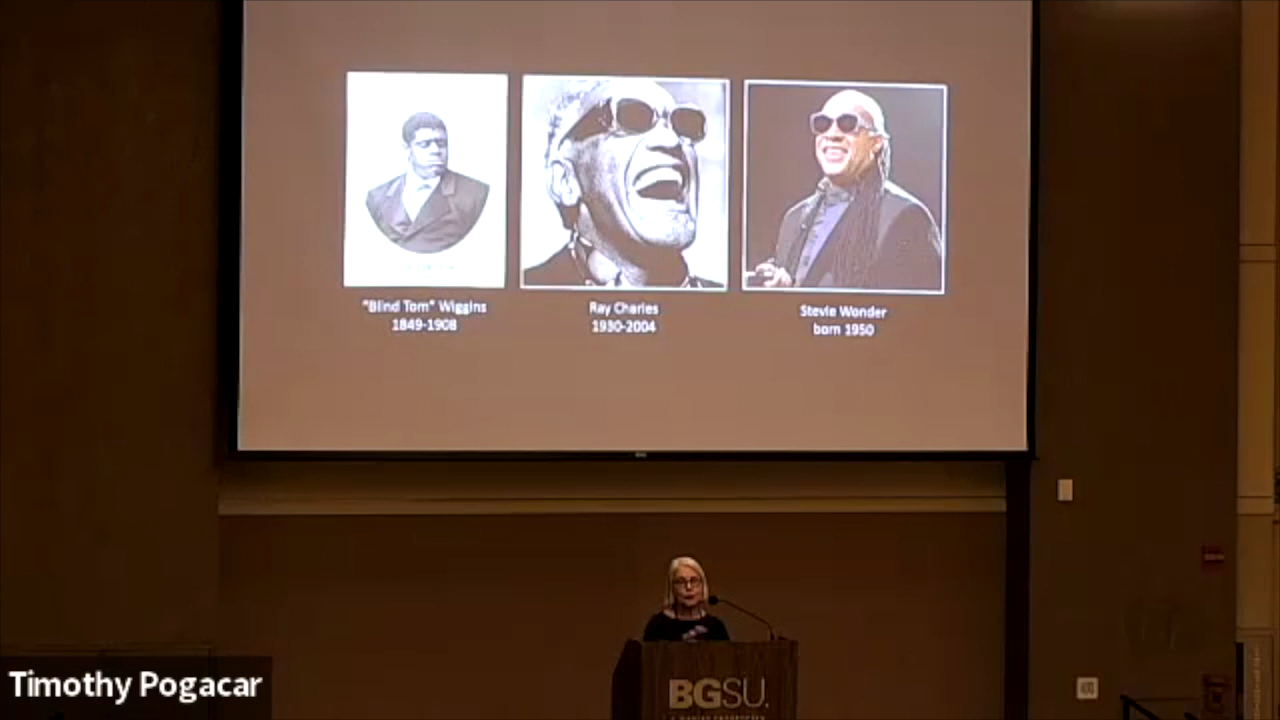 "Blind Tom" Wiggins
1849-1908
Ray Charles
1930-2004
Stevie Wonder
born 1950
Timothy Pogacar
BGSU.